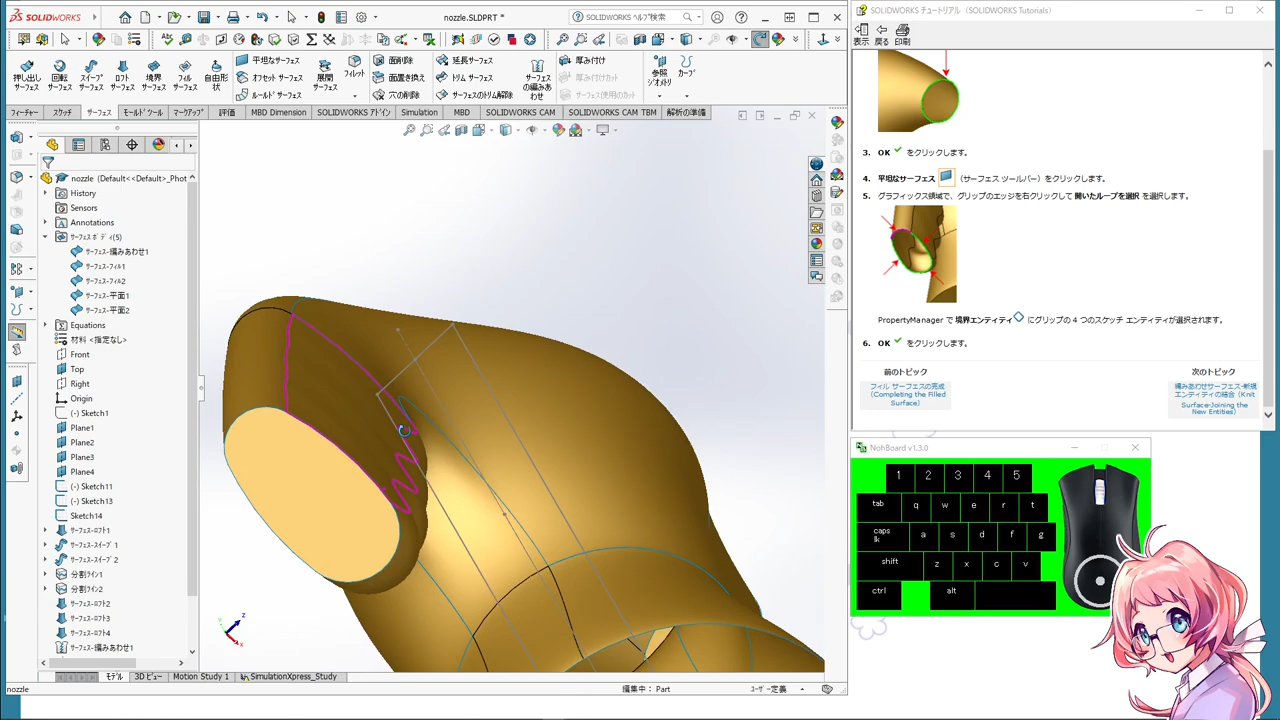 SOLIDWORKS
nozzle.SLDPRT *
SOLIDWORKS ヘルプ検索
押し出し
サーフェス
回転
サーフェス
スイープ
サーフェス
ロフト
サーフェス
境界
サーフェス
フィル
サーフェス
自由形
状
平坦なサーフェス
オフセット サーフェス
ルールド サーフェス
展開
サーフェス
フィレット
面削除
面置き換え
穴の削除
延長サーフェス
トリム サーフェス
サーフェスのトリム解除
サーフェス
の編みあ
わせ
厚み付け
厚み付けカット
サーフェス使用のカット
参照
ジオメトリ
カーブ
フィーチャー
スケッチ
サーフェス
モールドツール
マークアップ
評価
MBD Dimension
SOLIDWORKS アドイン
MBD
Simulation
SOLIDWORKS CAM
SOLIDWORKS CAM TBM
解析の準備
nozzle (Default<<Default>_Phot
History
Sensors
Annotations
サーフェス ボディ(5)
サーフェス-編みあわせ1
サーフェス-フィル1
サーフェス-フィル2
サーフェス-平面1
サーフェス-平面2
Equations
材料 <指定なし>
Front
Top
Right
Origin
(-) Sketch1
Plane1
Plane2
Plane3
Plane4
(-) Sketch11
(-) Sketch13
Sketch14
サーフェス-ロフト1
サーフェス-スイープ 1
分割ライン1
分割ライン2
サーフェス-ロフト2
サーフェス-ロフト3
サーフェス-ロフト4
サーフェス-編みあわせ1
モデル
3D ビュー
Motion Study 1
SimulationXpress_Study
nozzle
編集中： Part
ユーザー定義
SOLIDWORKS チュートリアル（SOLIDWORKS Tutorials）
表示
戻る
印刷
3. OK をクリックします。
4. 平坦なサーフェス （サーフェス ツールバー）をクリックします。
5. グラフィックス領域で、グリップのエッジを右クリックして 開いたループを選択 を選択します。
PropertyManager で 境界エンティティ にグリップの 4 つのスケッチ エンティティが選択されます。
6. OK をクリックします。
前のトピック
フィル サーフェスの完成
(Completing the Filled
Surface)
次のトピック
編みあわせサーフェス-新規
エンティティの結合 (Knit
Surface-Joining the
New Entities)
NohBoard v1.3.0
1 2 3 4 5
tab q w e r t
caps
lk a s d f g
shift z x c v
ctrl alt